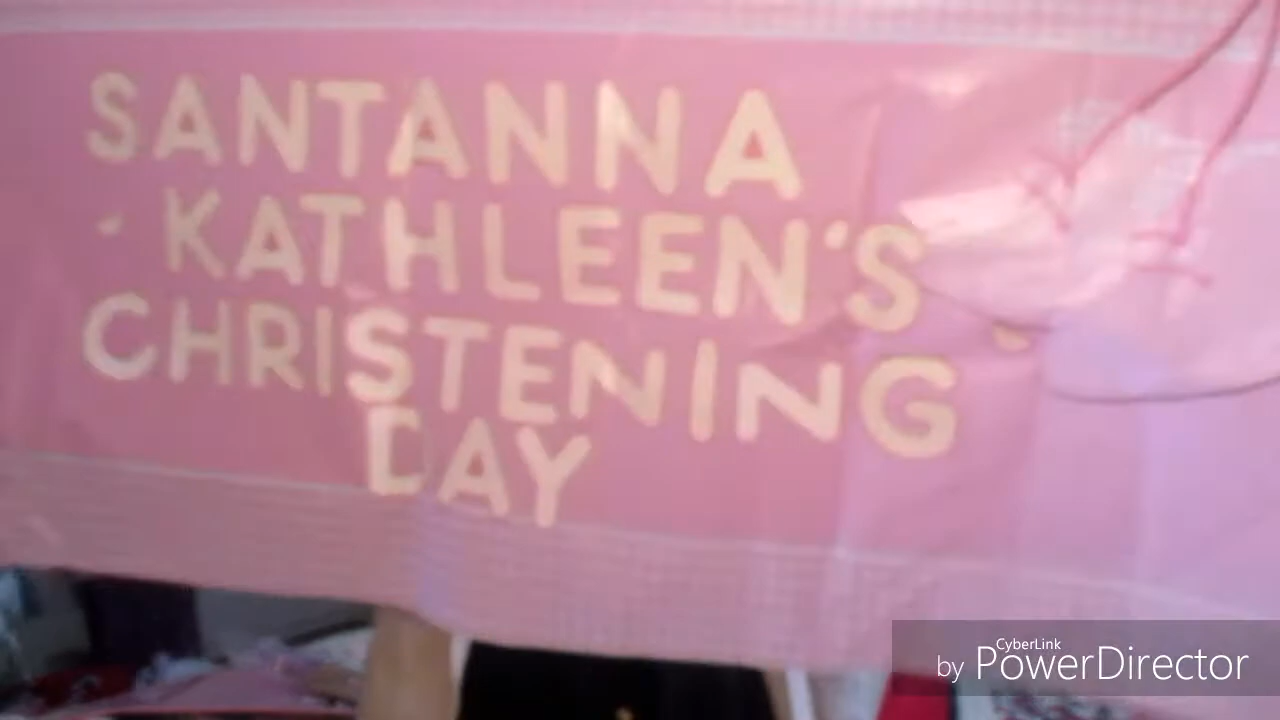 SANTANNA
KATHLEEN'S
CHRISTENING
DAY
CyberLink
by PowerDirector